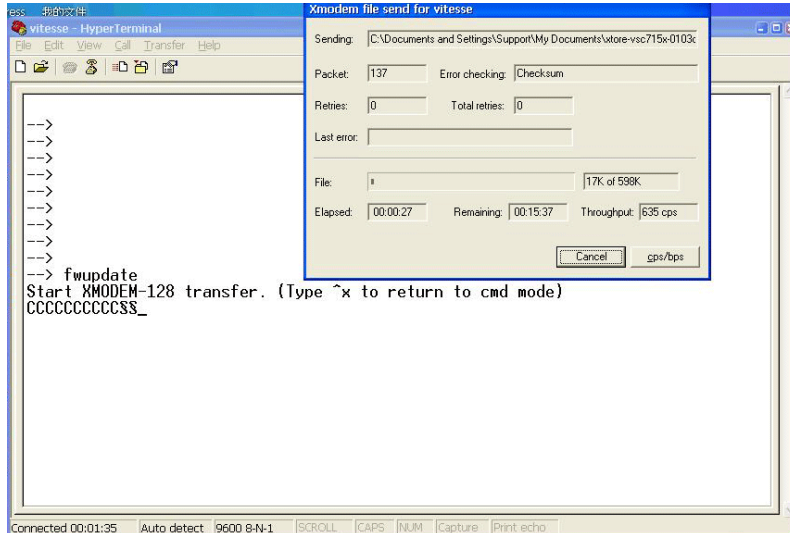 ress 我的文件
vitesse - HyperTerminal
File Edit View Call Transfer Help
Xmodem file send for vitesse
Sending: C:\Documents and Settings\Support\My Documents\xtore-vsc715x-0103c
Packet: 137 Error checking: Checksum
Retries: 0 Total retries: 0
Last error:
File: 17K of 598K
Elapsed: 00:00:27 Remaining: 00:15:37 Throughput: 635 cps
Cancel cps/bps
-->
-->
-->
-->
-->
-->
-->
-->
-->
--> fwupdate
Start XMODEM-128 transfer. (Type ^x to return to cmd mode)
CCCCCCCCCC§§_
Connected 00:01:35 Auto detect 9600 8-N-1 SCROLL CAPS NUM Capture Print echo